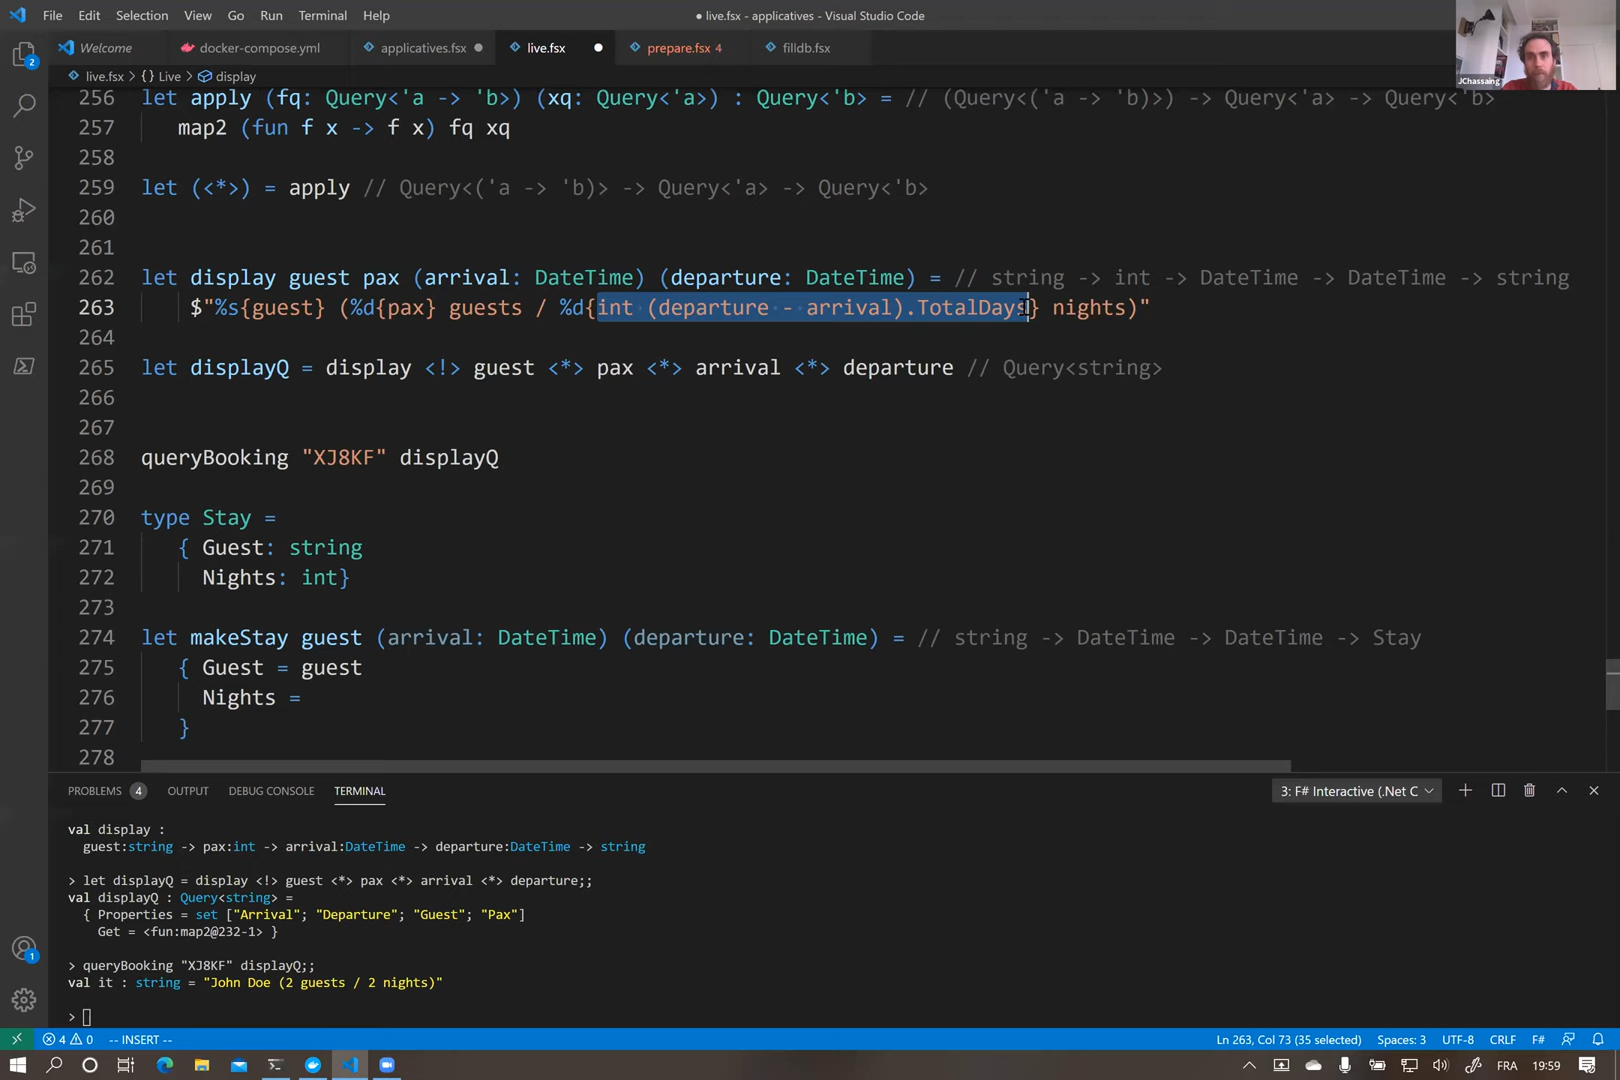 File Edit Selection View Go Run Terminal Help
● live.fsx - applicatives - Visual Studio Code
Welcome docker-compose.yml applicatives.fsx live.fsx prepare.fsx 4 filldb.fsx
live.fsx > {} Live > display
JChassaing
256 let apply (fq: Query<'a -> 'b>) (xq: Query<'a>) : Query<'b> = // (Query<('a -> 'b)>) -> Query<'a> -> Query<'b>
257 map2 (fun f x -> f x) fq xq
258
259 let (<*>) = apply // Query<('a -> 'b)> -> Query<'a> -> Query<'b>
260
261
262 let display guest pax (arrival: DateTime) (departure: DateTime) = // string -> int -> DateTime -> DateTime -> string
263 $"%s{guest} (%d{pax} guests / %d{int (departure - arrival).TotalDays} nights)"
264
265 let displayQ = display <!> guest <*> pax <*> arrival <*> departure // Query<string>
266
267
268 queryBooking "XJ8KF" displayQ
269
270 type Stay =
271 { Guest: string
272 Nights: int}
273
274 let makeStay guest (arrival: DateTime) (departure: DateTime) = // string -> DateTime -> DateTime -> Stay
275 { Guest = guest
276 Nights =
277 }
278
PROBLEMS 4 OUTPUT DEBUG CONSOLE TERMINAL 3: F# Interactive (.Net C
val display :
guest:string -> pax:int -> arrival:DateTime -> departure:DateTime -> string
> let displayQ = display <!> guest <*> pax <*> arrival <*> departure;;
val displayQ : Query<string> =
{ Properties = set ["Arrival"; "Departure"; "Guest"; "Pax"]
Get = <fun:map2@232-1> }
> queryBooking "XJ8KF" displayQ;;
val it : string = "John Doe (2 guests / 2 nights)"
>
2
1
4 0 -- INSERT -- Ln 263, Col 73 (35 selected) Spaces: 3 UTF-8 CRLF F#
FRA 19:59